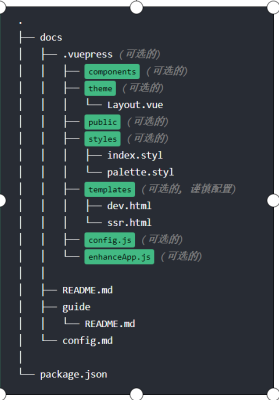 .
├── docs
│   ├── .vuepress (可选的)
│   │   ├── components (可选的)
│   │   ├── theme (可选的)
│   │   │   └── Layout.vue
│   │   ├── public (可选的)
│   │   ├── styles (可选的)
│   │   │   ├── index.styl
│   │   │   └── palette.styl
│   │   ├── templates (可选的, 谨慎配置)
│   │   │   ├── dev.html
│   │   │   └── ssr.html
│   │   ├── config.js (可选的)
│   │   └── enhanceApp.js (可选的)
│   │
│   ├── README.md
│   ├── guide
│   │   └── README.md
│   └── config.md
│
└── package.json